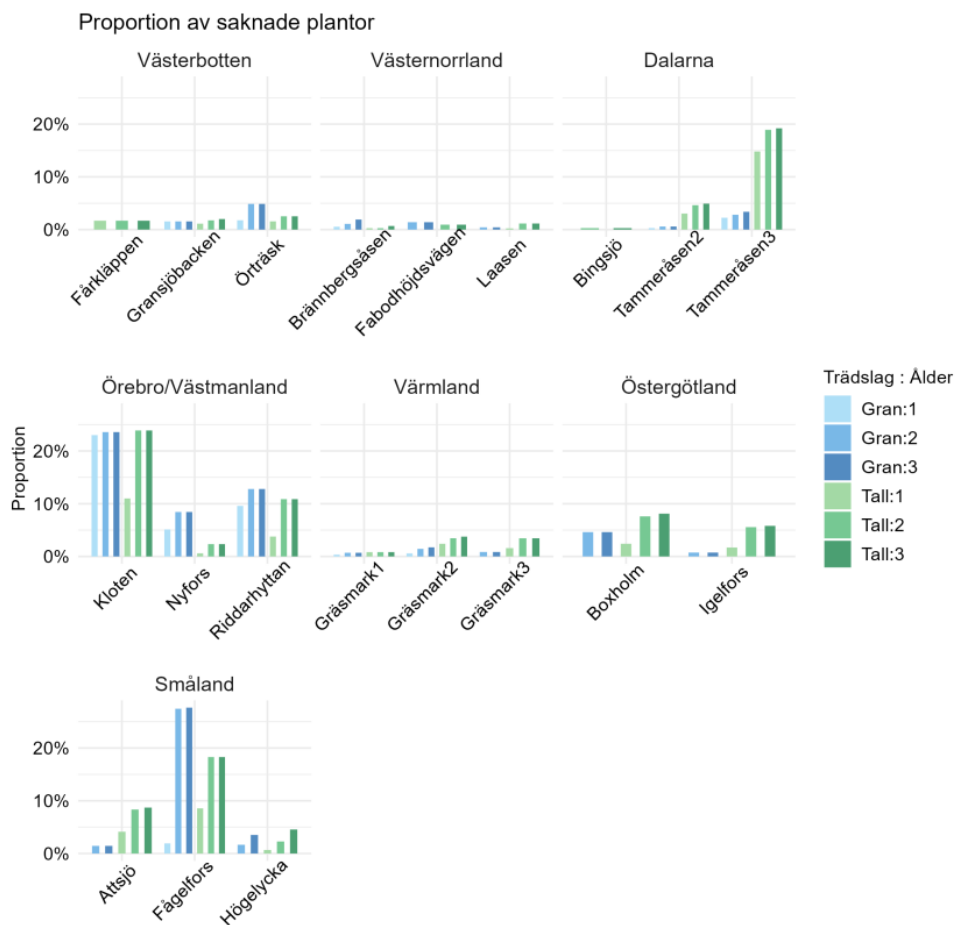 Proportion av saknade plantor
Västerbotten
Västernorrland
Dalarna
20%
10%
0%
Fårkläppen
Gransjöbacken
Örträsk
Brännbergsåsen
Fabodhöjdsvägen
Laasen
Bingsjö
Tammeråsen2
Tammeråsen3
Örebro/Västmanland
Värmland
Östergötland
Proportion
20%
10%
0%
Kloten
Nyfors
Riddarhyttan
Gräsmark1
Gräsmark2
Gräsmark3
Boxholm
Igelfors
Trädslag : Ålder
Gran:1
Gran:2
Gran:3
Tall:1
Tall:2
Tall:3
Småland
20%
10%
0%
Attsjö
Fågelfors
Högelycka